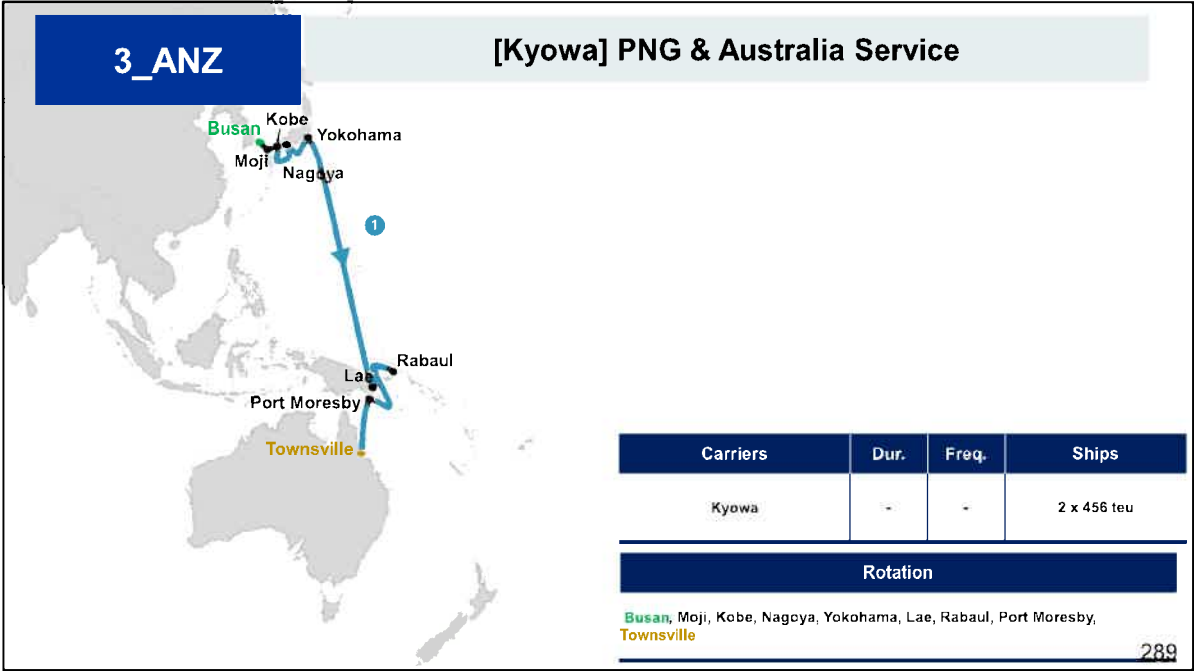 3_ANZ
[Kyowa] PNG & Australia Service
Kobe
Busan
Yokohama
Moji
Nagoya
1
Rabaul
Lae
Port Moresby
Townsville
Carriers Dur. Freq. Ships
Kyowa - - 2 x 456 teu
Rotation
Busan, Moji, Kobe, Nagoya, Yokohama, Lae, Rabaul, Port Moresby,
Townsville
289